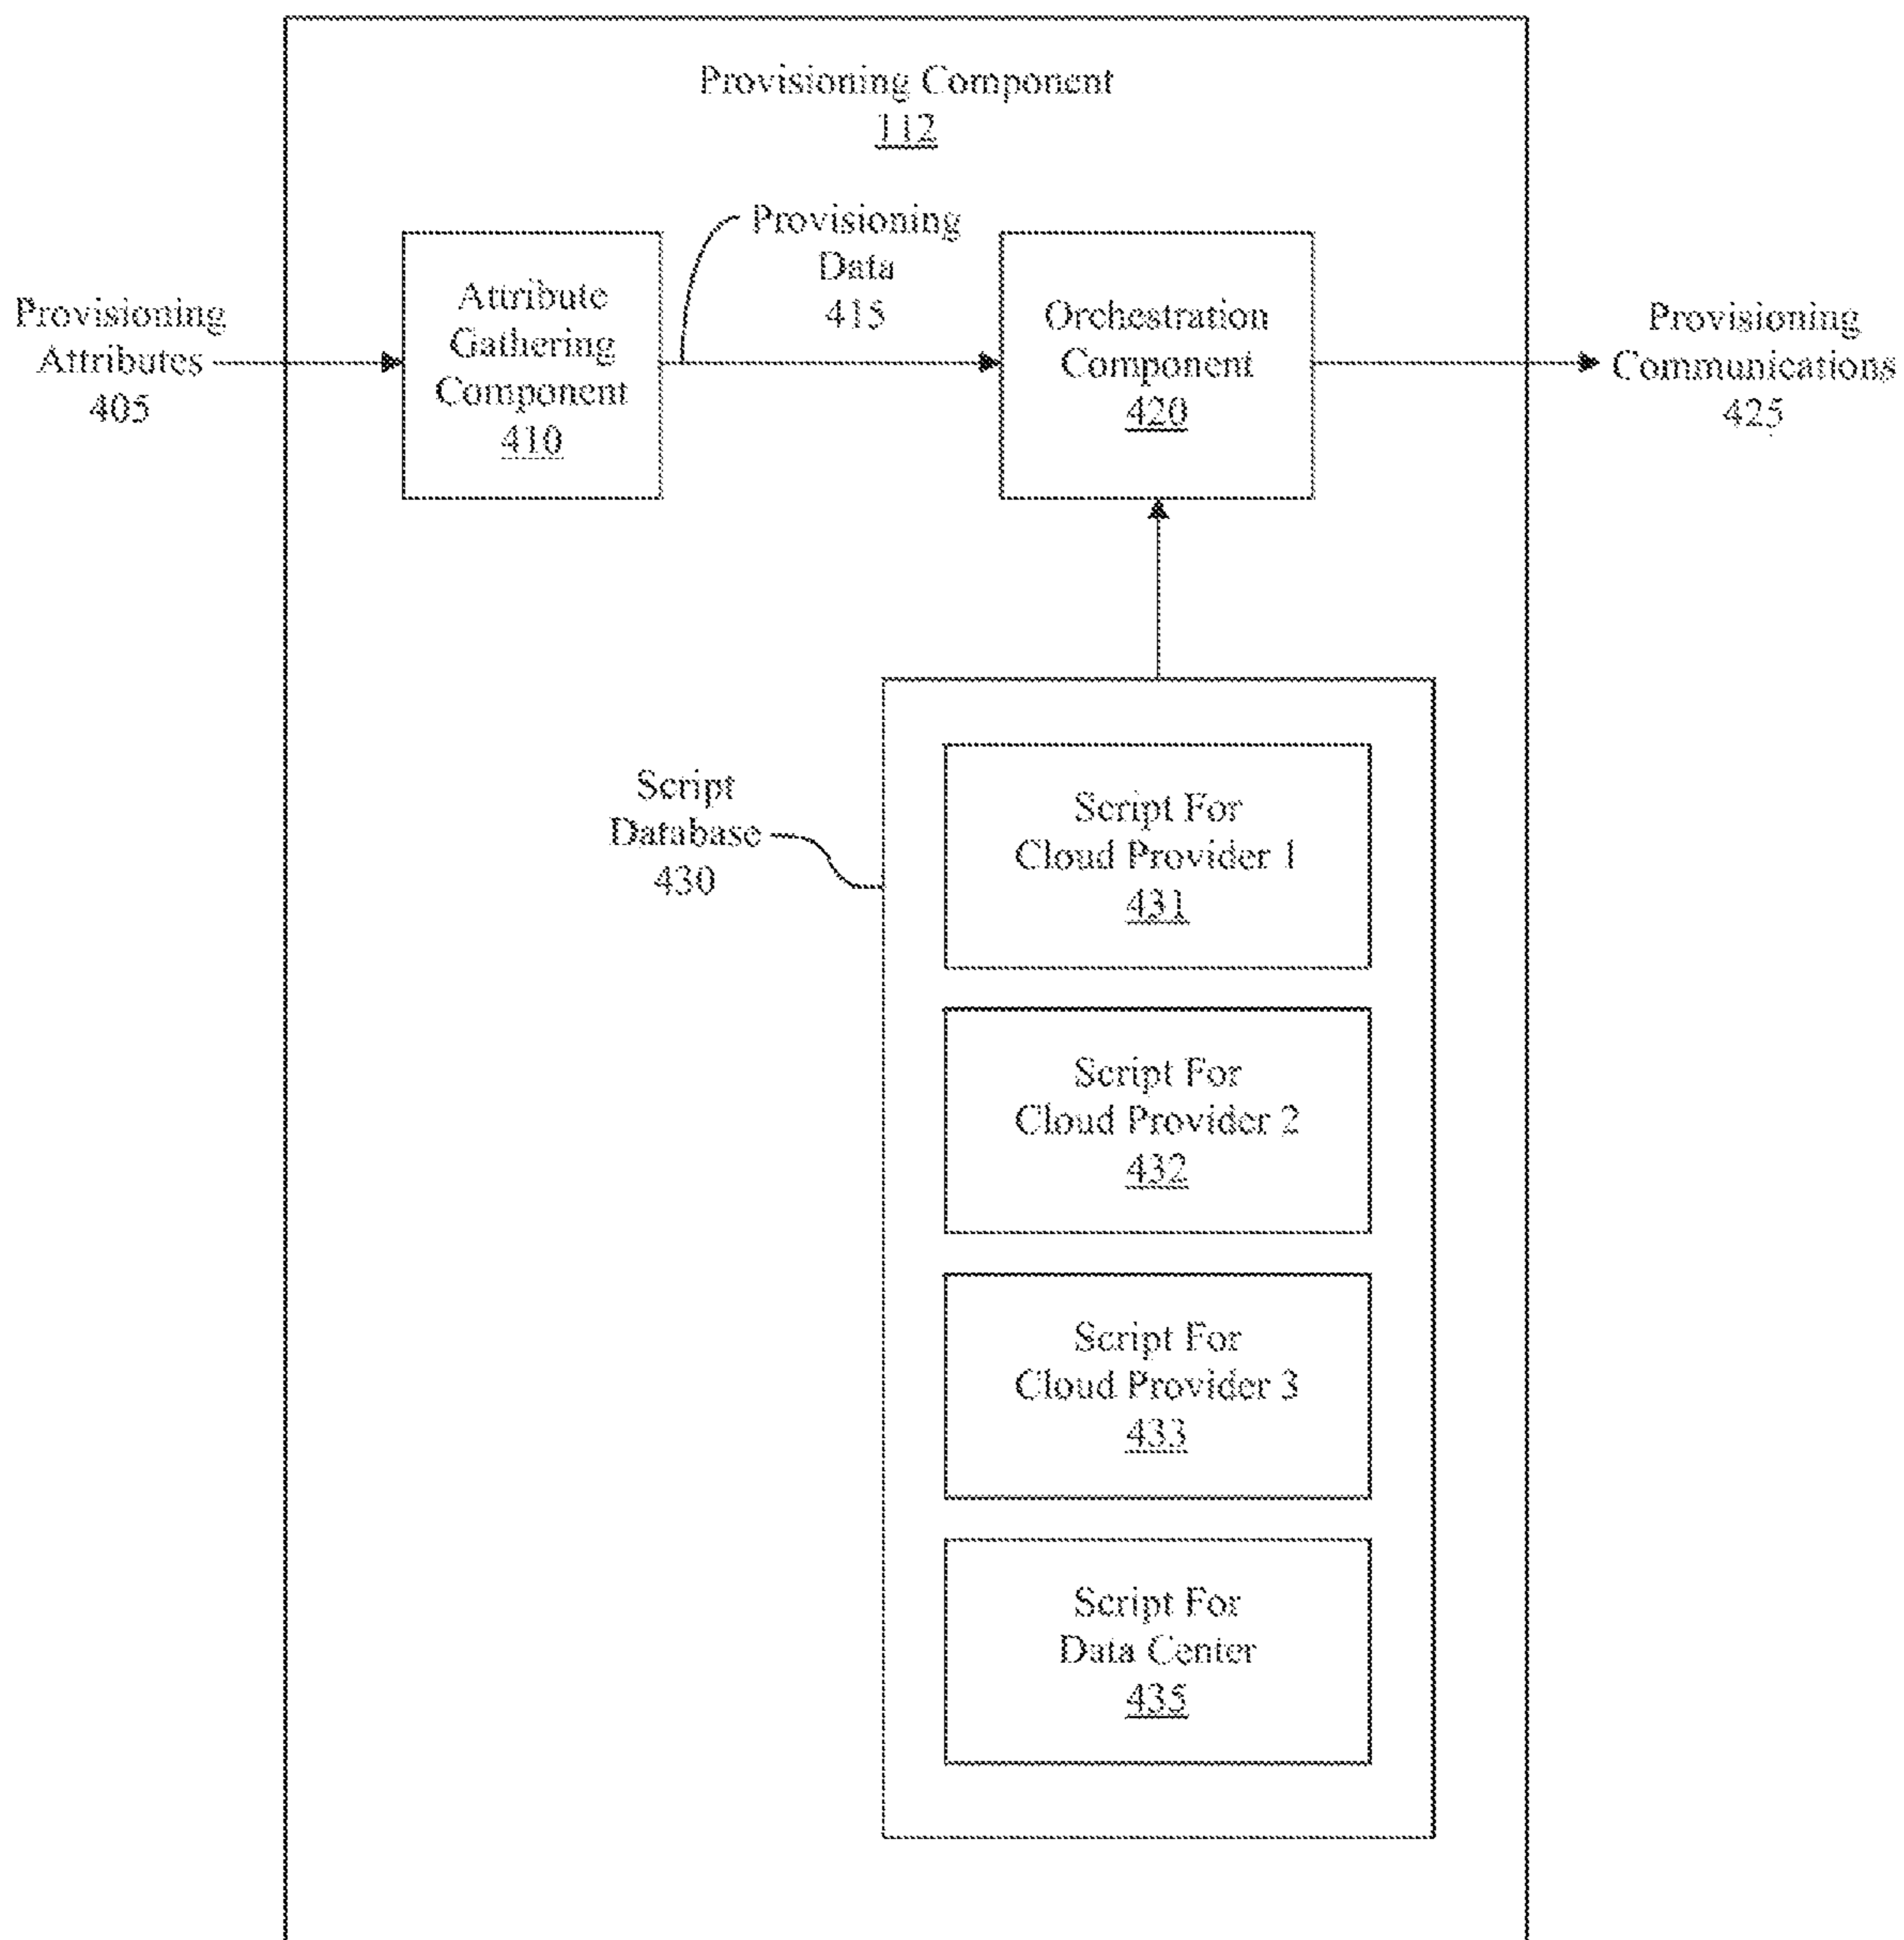 Provisioning Component
112
Provisioning
Attributes
405
Attribute
Gathering
Component
410
Provisioning
Data
415
Orchestration
Component
420
Provisioning
Communications
425
Script
Database
430
Script For
Cloud Provider 1
431
Script For
Cloud Provider 2
432
Script For
Cloud Provider 3
433
Script For
Data Center
435